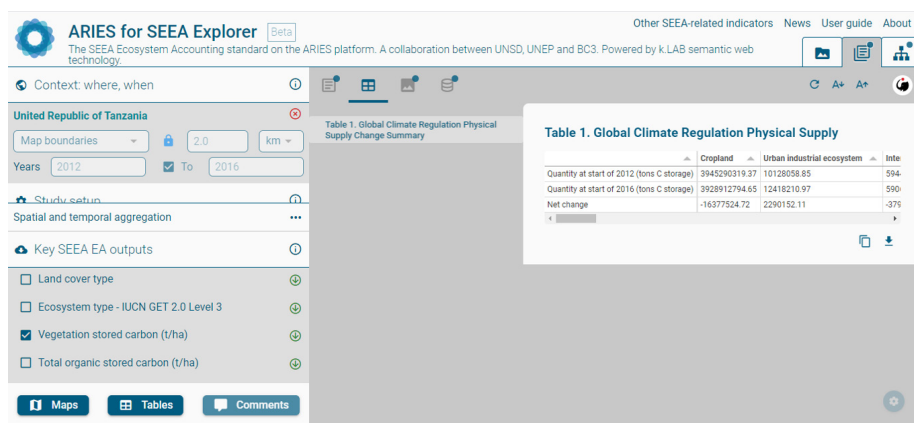 ARIES for SEEA Explorer Beta
The SEEA Ecosystem Accounting standard on the ARIES platform. A collaboration between UNSD, UNEP and BC3. Powered by k.LAB semantic web
technology.
Other SEEA-related indicators News User guide About
Context: where, when
United Republic of Tanzania
Map boundaries 2.0 km
Years 2012 To 2016
Study setup
Spatial and temporal aggregation
Key SEEA EA outputs
Land cover type
Ecosystem type - IUCN GET 2.0 Level 3
Vegetation stored carbon (t/ha)
Total organic stored carbon (t/ha)
Maps Tables Comments
A A
Table 1. Global Climate Regulation Physical
Supply Change Summary
Table 1. Global Climate Regulation Physical Supply
Cropland Urban industrial ecosystem Inte
Quantity at start of 2012 (tons C storage) 3945290319.37 10128058.85 594
Quantity at start of 2016 (tons C storage) 3928912794.65 12418210.97 590
Net change -16377524.72 2290152.11 -379